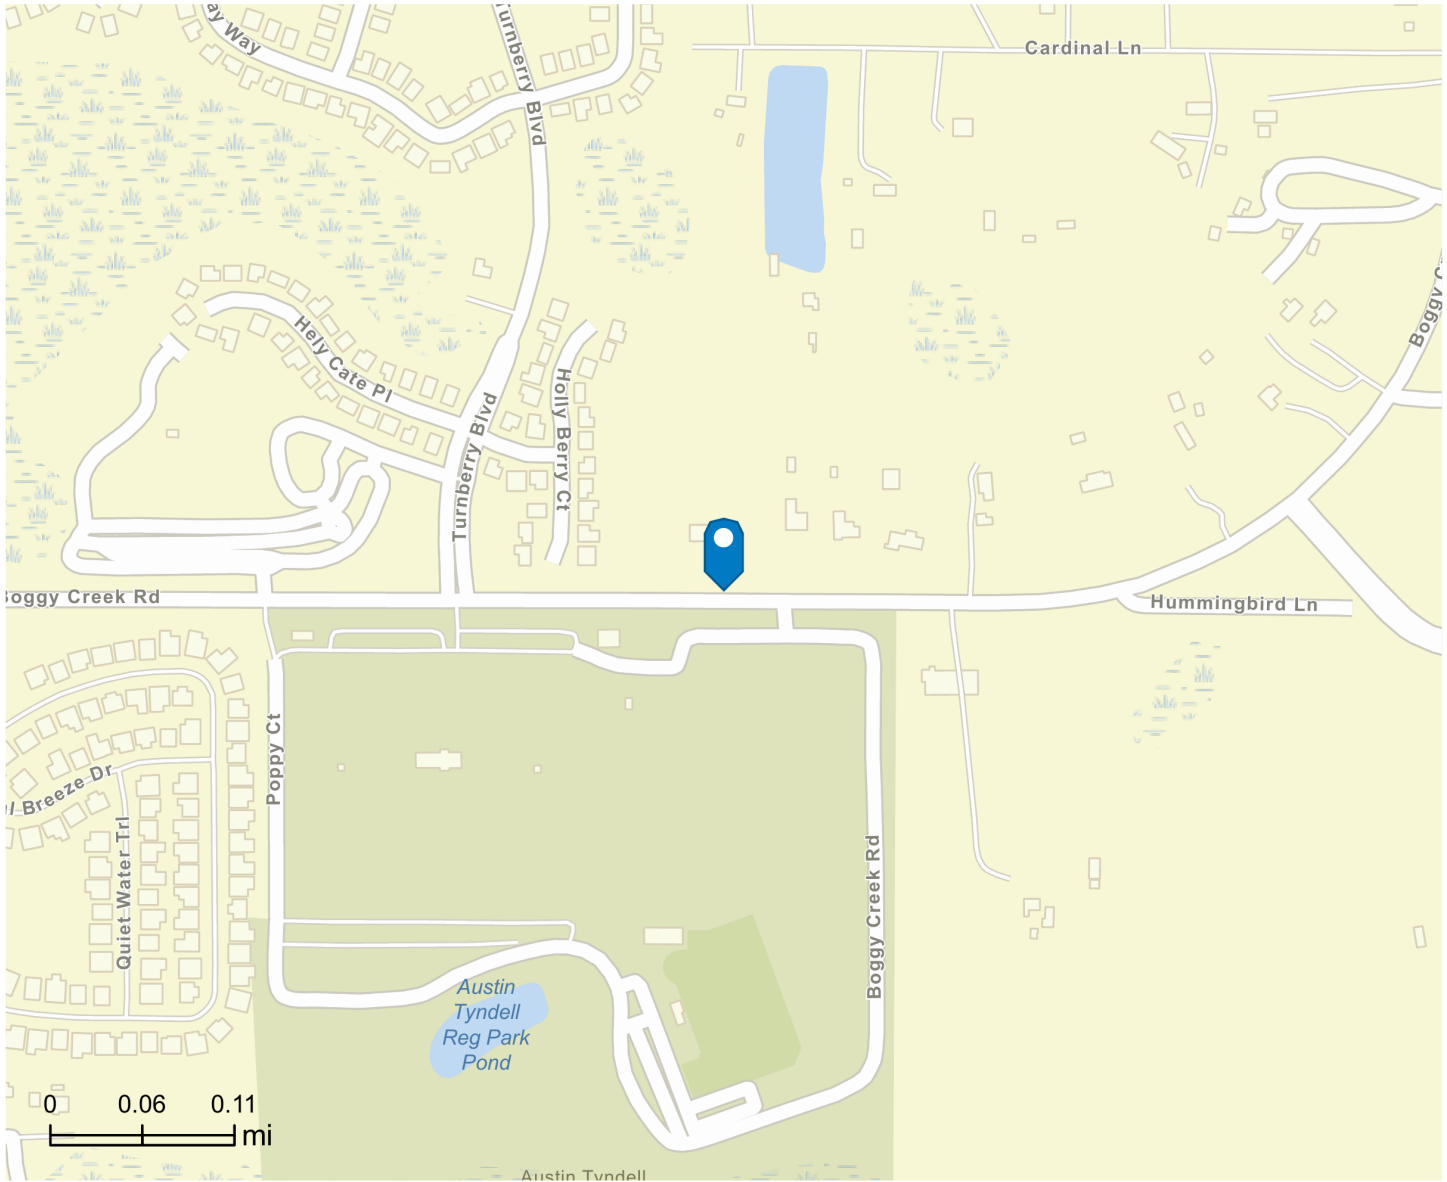 ay Way
Turnberry Blvd
Cardinal Ln
Boggy C
Hely Cate Pl
Holly Berry Ct
Turnberry Blvd
Boggy Creek Rd
Hummingbird Ln
Poppy Ct
l Breeze Dr
Quiet Water Trl
Boggy Creek Rd
Austin
Tyndell
Reg Park
Pond
0 0.06 0.11
mi
Austin Tyndell